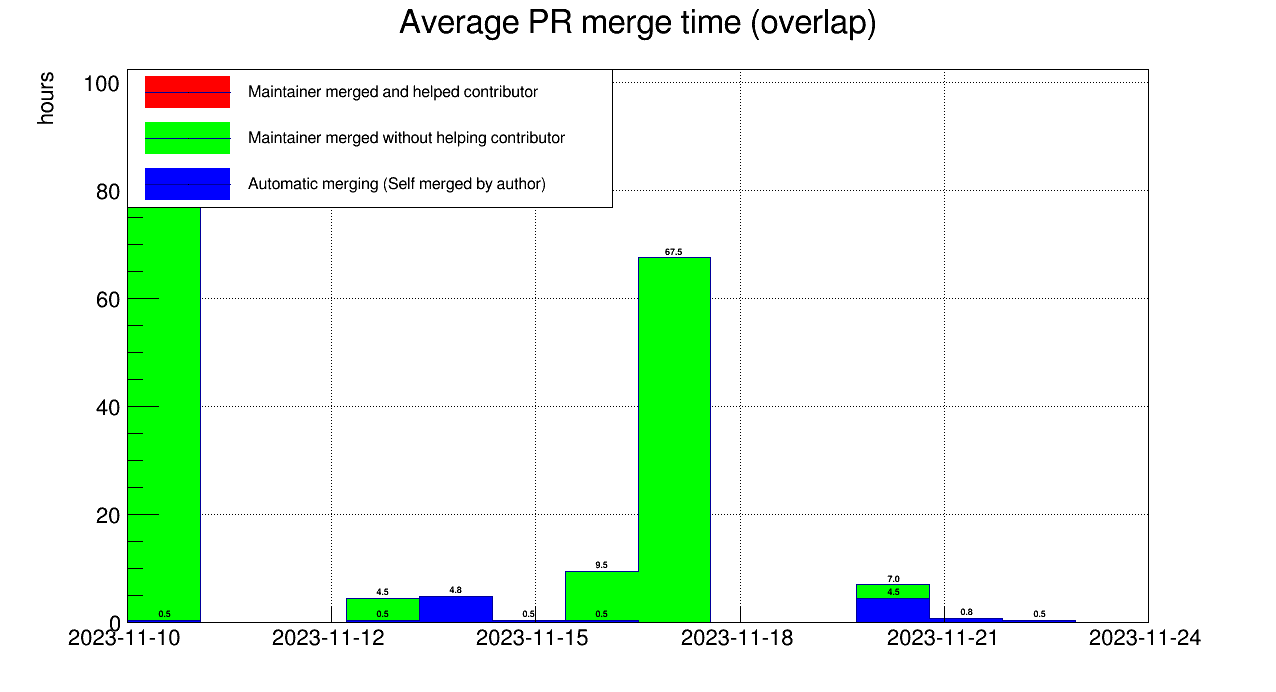 Average PR merge time (overlap)
hours
100
80
60
40
20
0
Maintainer merged and helped contributor
Maintainer merged without helping contributor
Automatic merging (Self merged by author)
67.5
9.5
7.0
4.5 4.8 4.5
0.5 0.5 0.5 0.5 0.8 0.5
2023-11-10 2023-11-12 2023-11-15 2023-11-18 2023-11-21 2023-11-24